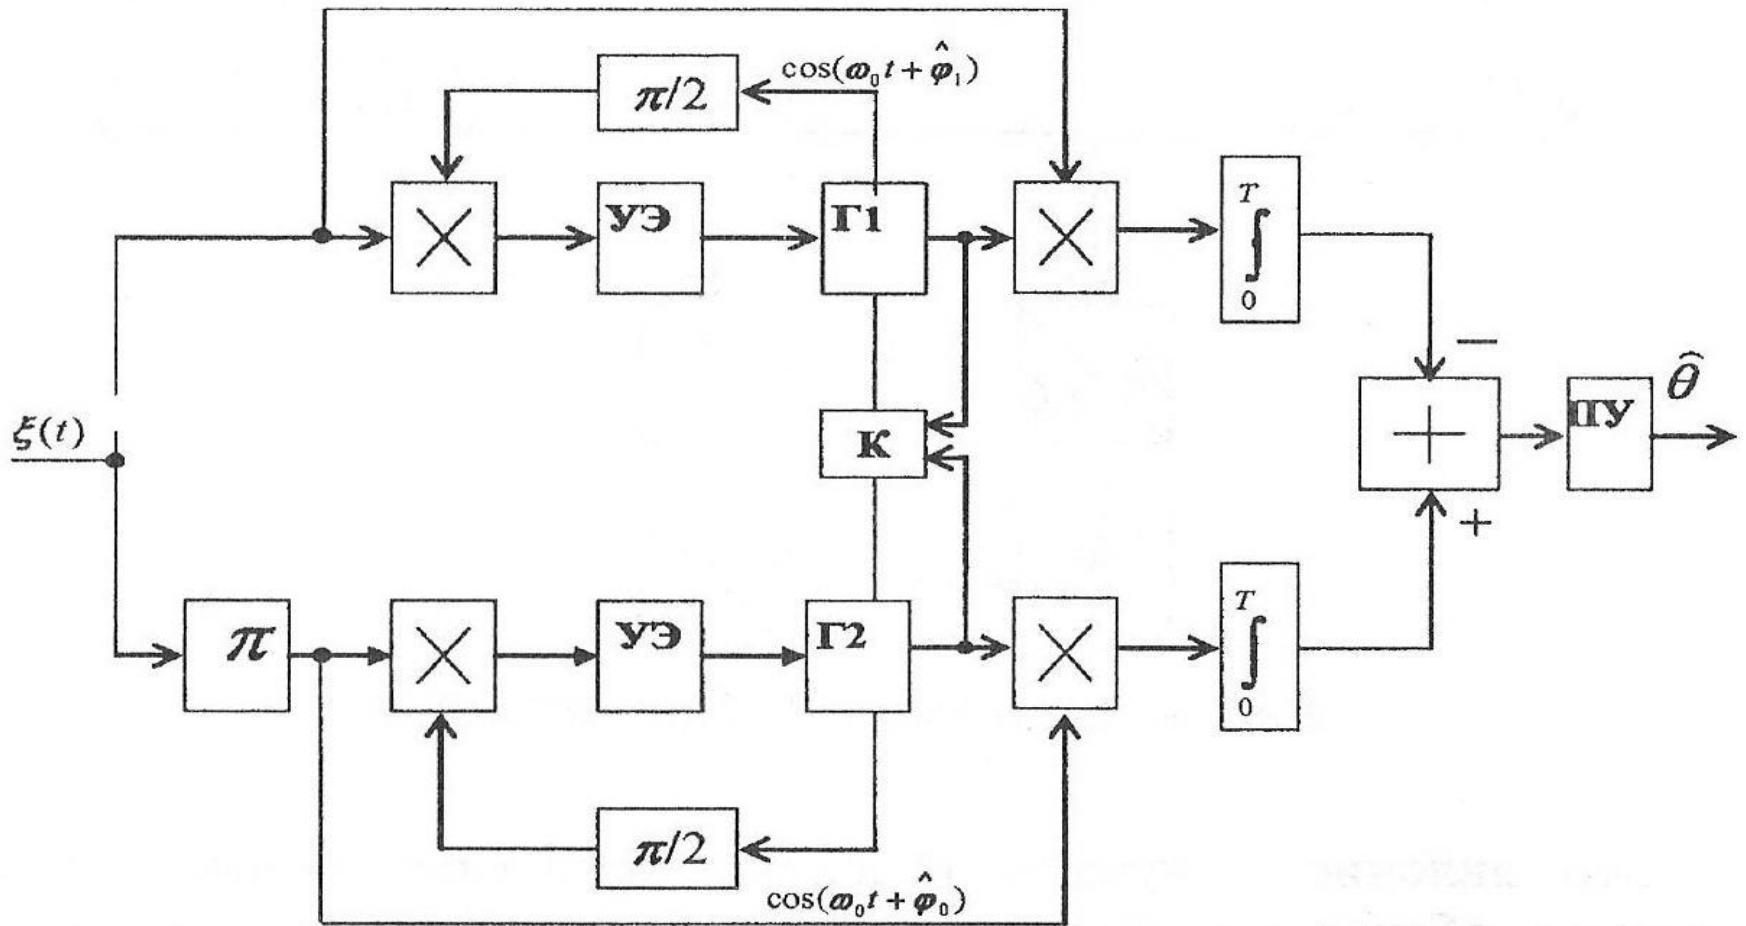 cos(ω₀t + φ̂₁)
π/2
УЭ
Г1
T
∫
0
—
ξ(t)
К
+
ПУ
θ̂
+
π
УЭ
Г2
T
∫
0
π/2
cos(ω₀t + φ̂₀)